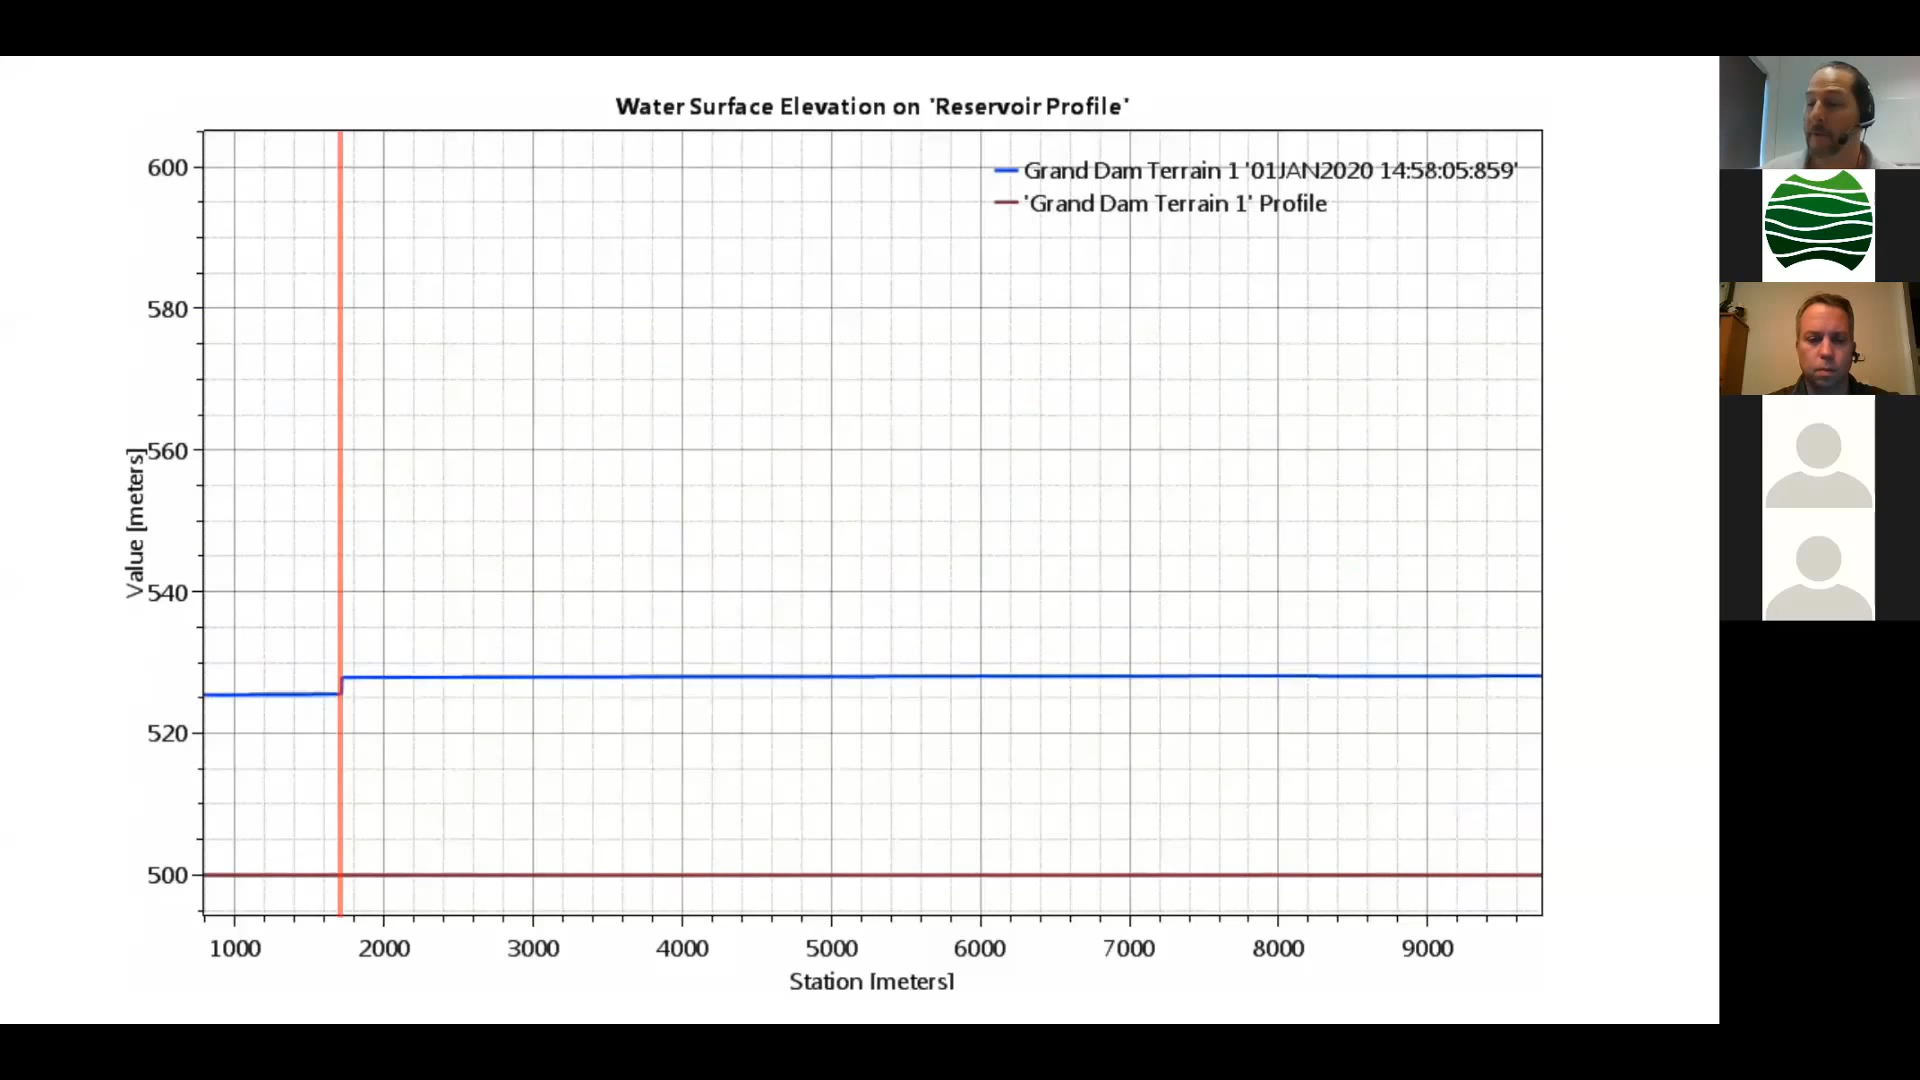 Water Surface Elevation on 'Reservoir Profile'
Grand Dam Terrain 1 '01JAN2020 14:58:05:859'
'Grand Dam Terrain 1' Profile
Value [meters]
600
580
560
540
520
500
1000 2000 3000 4000 5000 6000 7000 8000 9000
Station [meters]